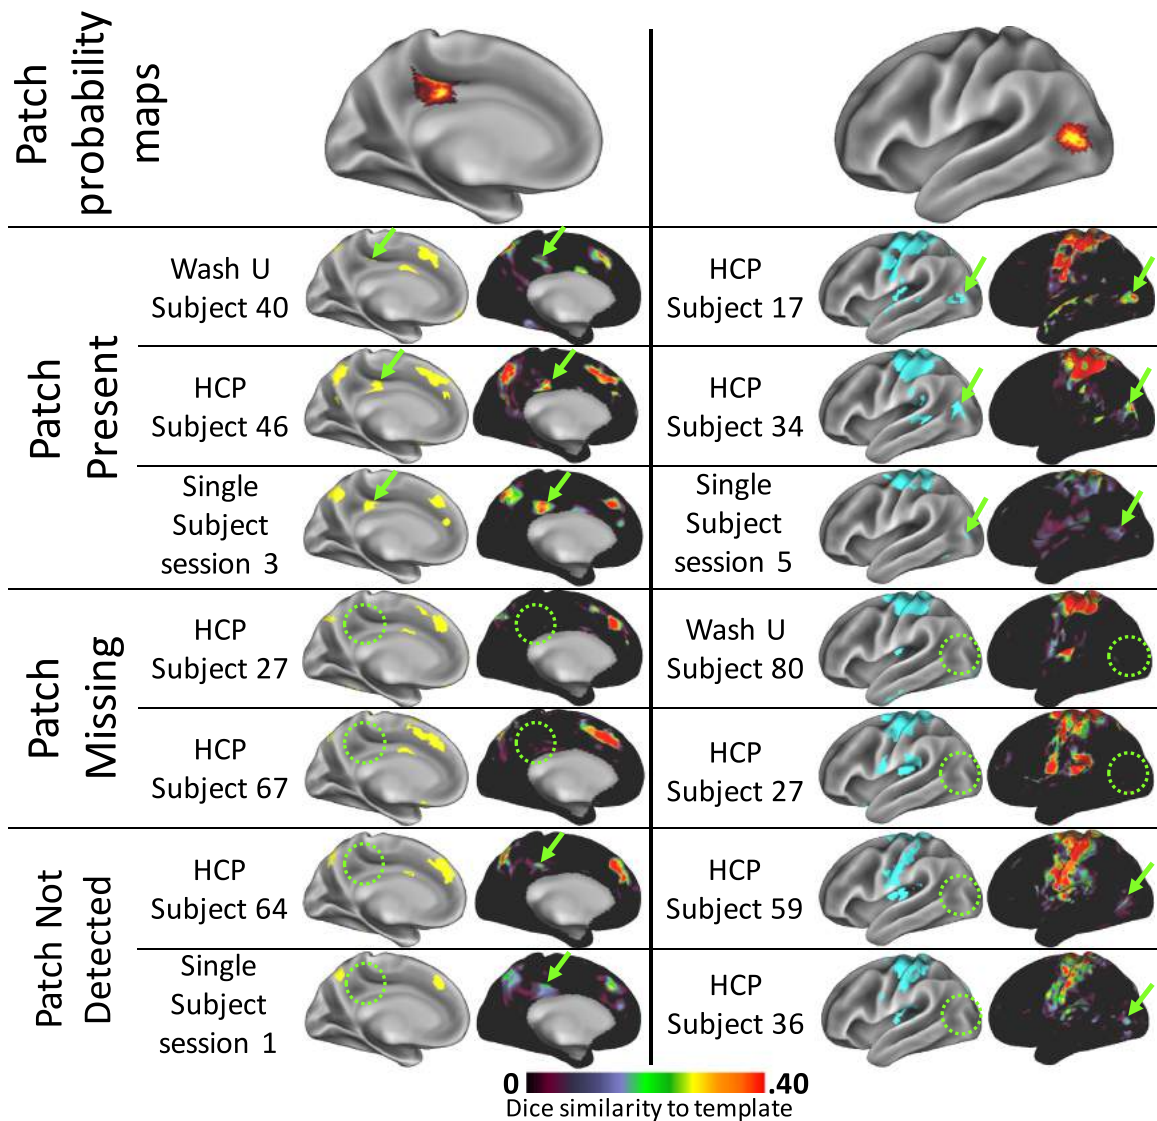 Patch
probability
maps
Patch
Present
Wash U
Subject 40
HCP
Subject 17
HCP
Subject 46
HCP
Subject 34
Single
Subject
session 3
Single
Subject
session 5
Patch
Missing
HCP
Subject 27
Wash U
Subject 80
HCP
Subject 67
HCP
Subject 27
Patch Not
Detected
HCP
Subject 64
HCP
Subject 59
Single
Subject
session 1
HCP
Subject 36
0 .40
Dice similarity to template